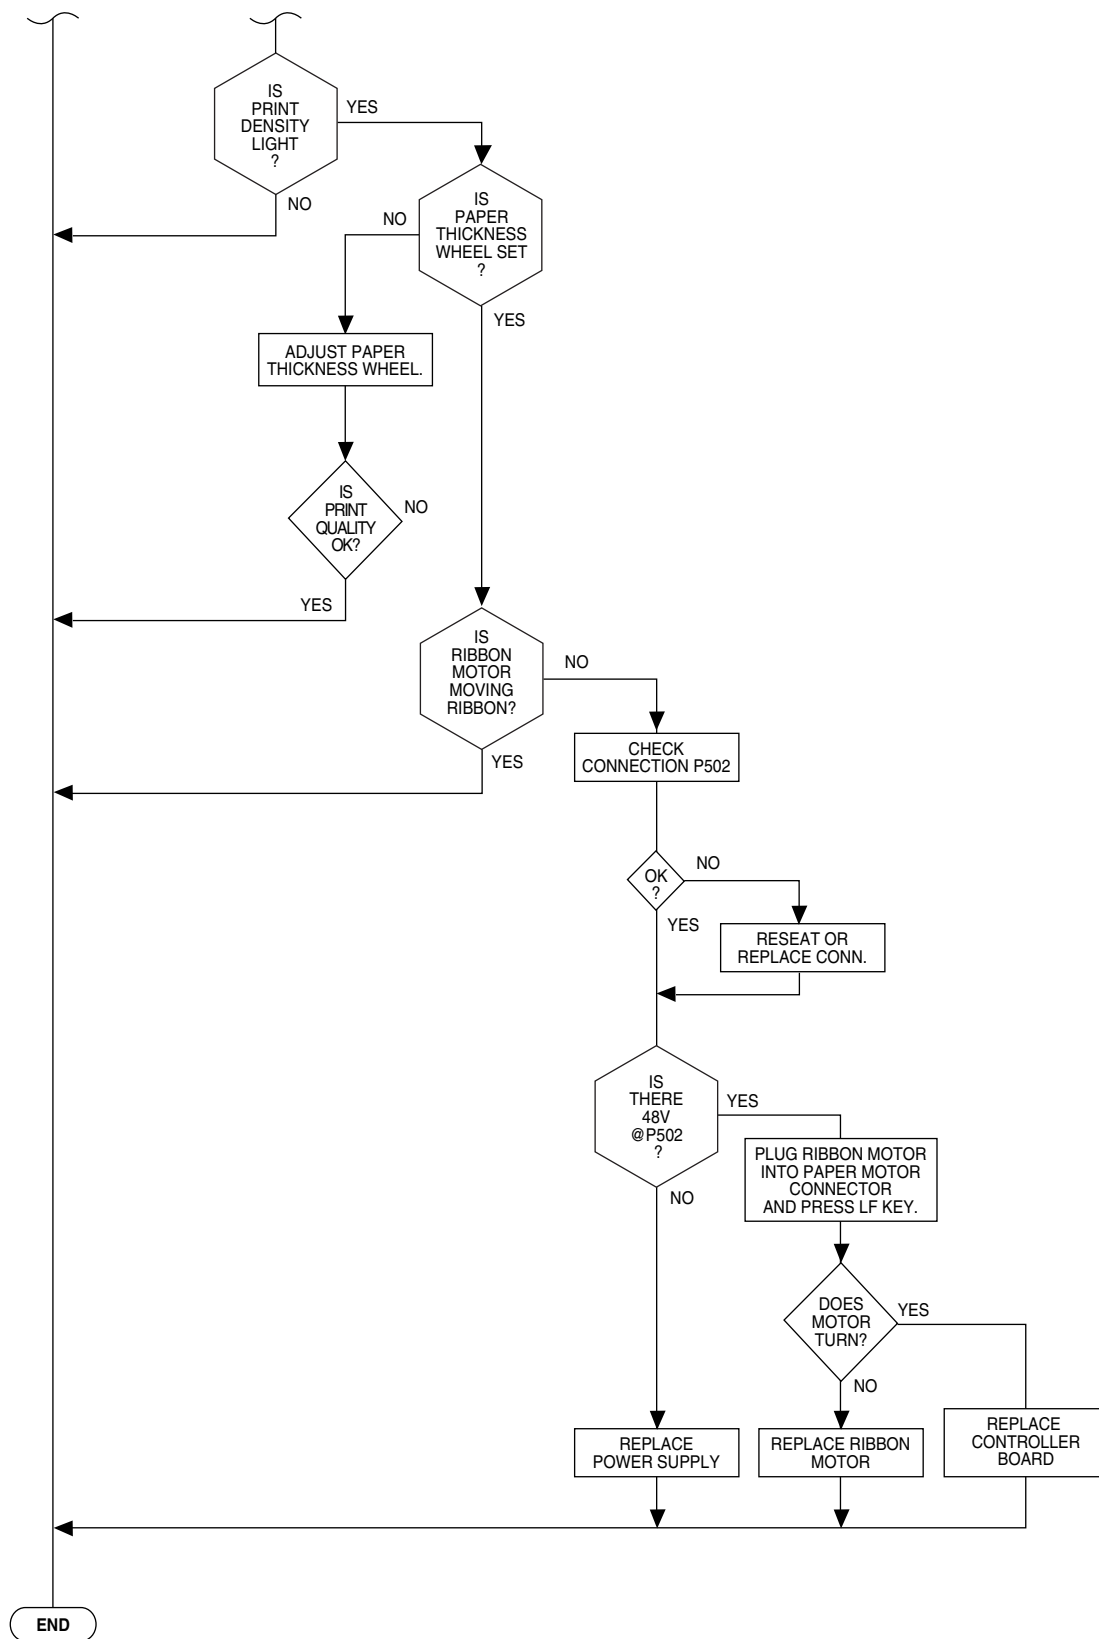 IS
PRINT
DENSITY
LIGHT
?
YES
NO
IS
PAPER
THICKNESS
WHEEL SET
?
NO
YES
ADJUST PAPER
THICKNESS WHEEL.
IS
PRINT
QUALITY
OK?
NO
YES
IS
RIBBON
MOTOR
MOVING
RIBBON?
NO
YES
CHECK
CONNECTION P502
OK
?
NO
YES
RESEAT OR
REPLACE CONN.
IS
THERE
48V
@P502
?
YES
NO
PLUG RIBBON MOTOR
INTO PAPER MOTOR
CONNECTOR
AND PRESS LF KEY.
DOES
MOTOR
TURN?
YES
NO
REPLACE
POWER SUPPLY
REPLACE RIBBON
MOTOR
REPLACE
CONTROLLER
BOARD
END